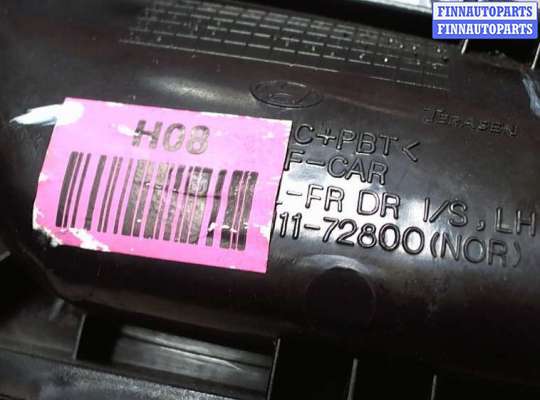 FINNAUTOPARTS
FINNAUTOPARTS
H08
C+PBT<
F-CAR
-FR DR I/S, LH
11-72800(NOR)